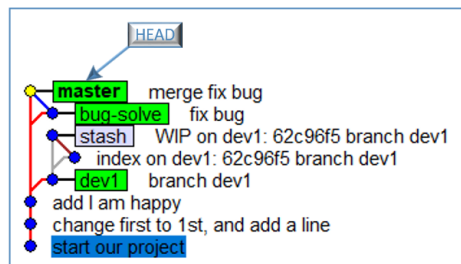 HEAD
master merge fix bug
bug-solve fix bug
stash WIP on dev1: 62c96f5 branch dev1
index on dev1: 62c96f5 branch dev1
dev1 branch dev1
add I am happy
change first to 1st, and add a line
start our project